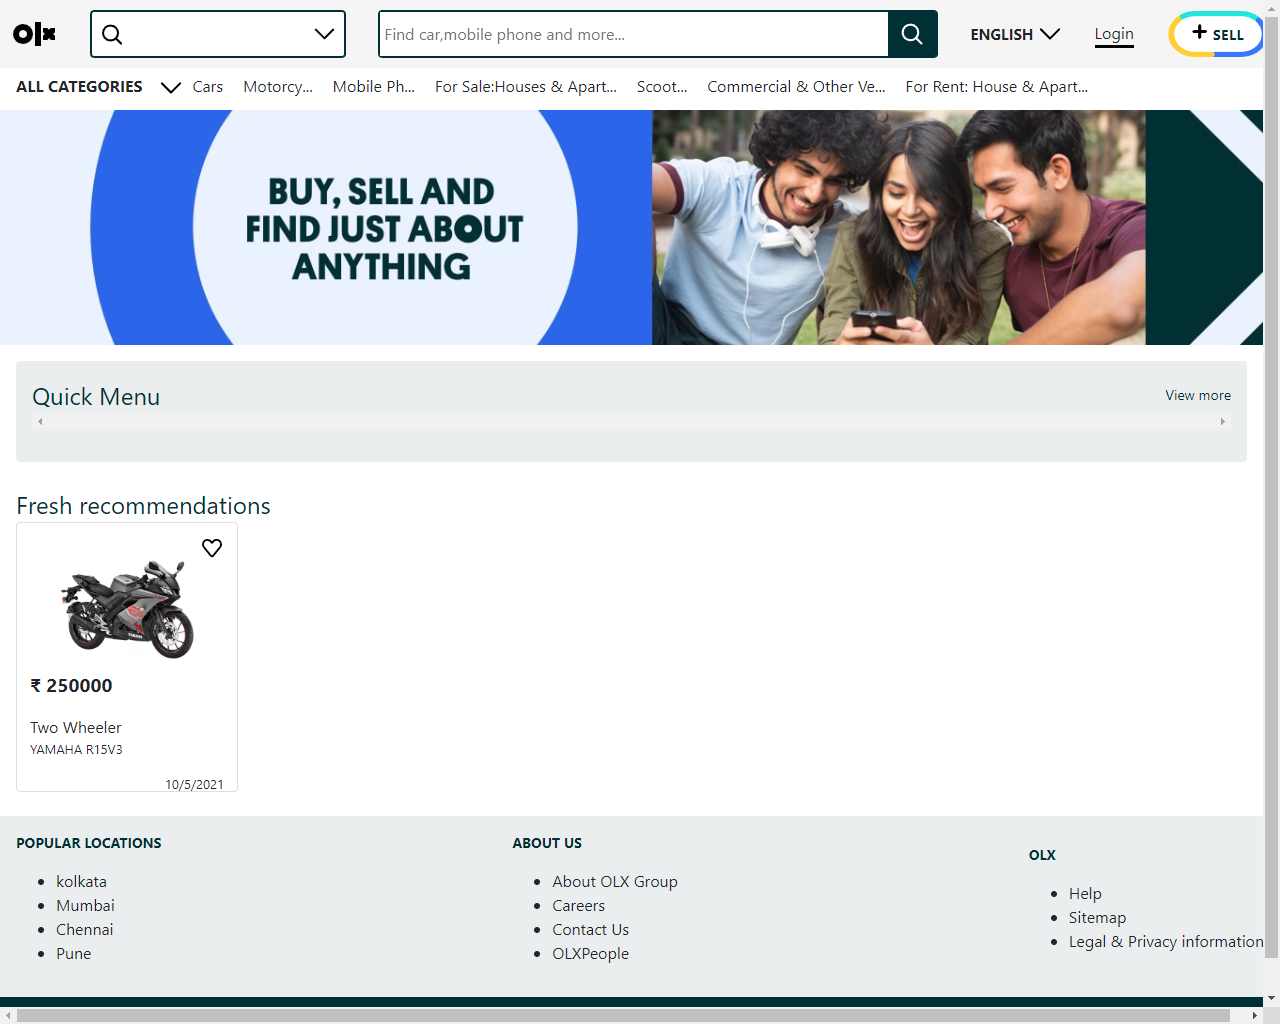 olx
Find car,mobile phone and more...
ENGLISH
Login
+ SELL
ALL CATEGORIES
Cars
Motorcy...
Mobile Ph...
For Sale:Houses & Apart...
Scoot...
Commercial & Other Ve...
For Rent: House & Apart...
BUY, SELL AND
FIND JUST ABOUT
ANYTHING
Quick Menu
View more
Fresh recommendations
₹ 250000
Two Wheeler
YAMAHA R15V3
10/5/2021
POPULAR LOCATIONS
kolkata
Mumbai
Chennai
Pune
ABOUT US
About OLX Group
Careers
Contact Us
OLXPeople
OLX
Help
Sitemap
Legal & Privacy information